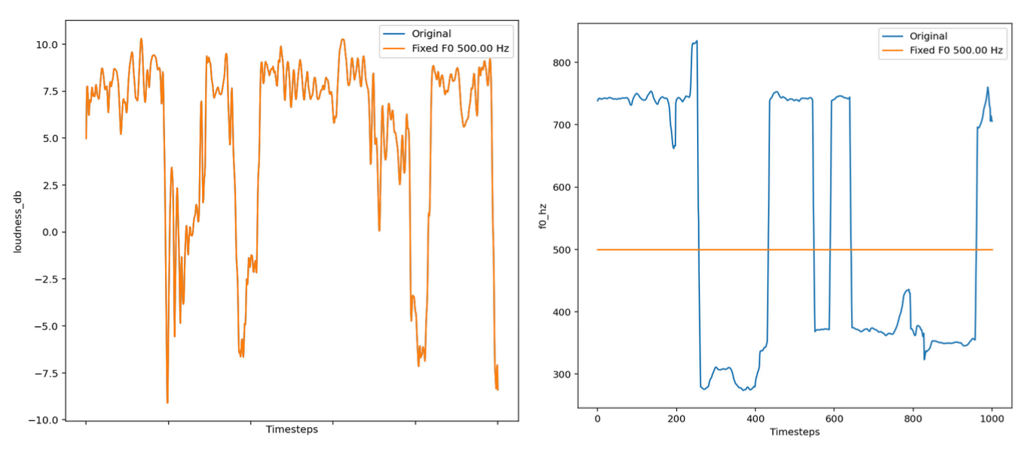 Original
Fixed F0 500.00 Hz
10.0
7.5
5.0
2.5
0.0
−2.5
−5.0
−7.5
−10.0
loudness_db
Timesteps
Original
Fixed F0 500.00 Hz
800
700
600
500
400
300
f0_hz
0 200 400 600 800 1000
Timesteps